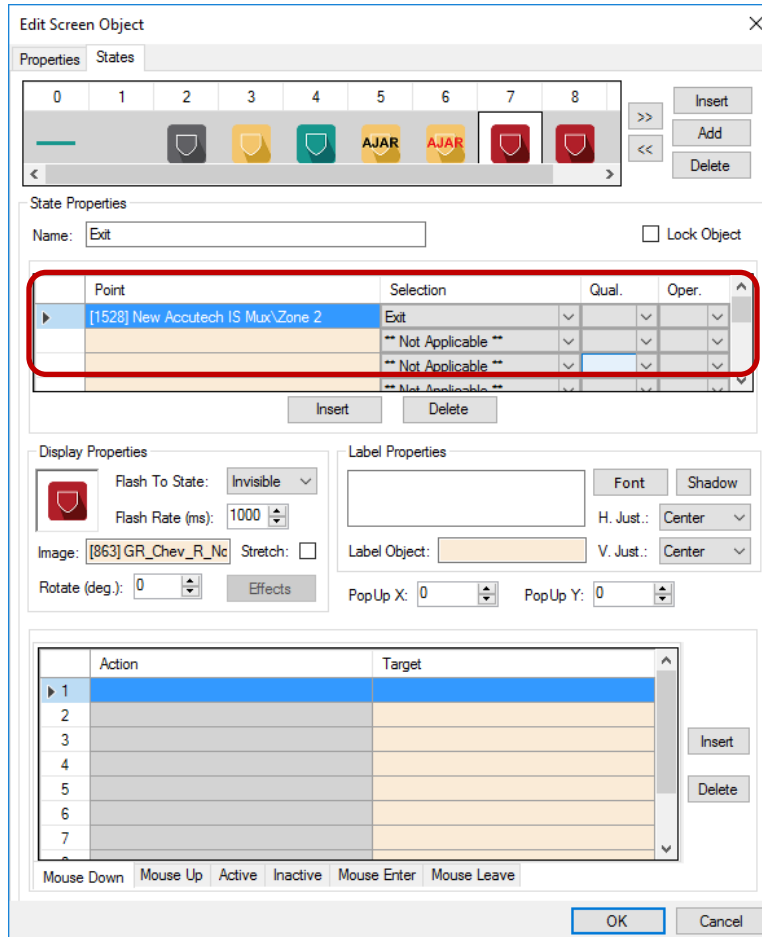 Edit Screen Object
Properties States
0 1 2 3 4 5 6 7 8
AJAR AJAR
>> Insert
<< Add
Delete
State Properties
Name: Exit Lock Object
Point Selection Qual. Oper.
[1528] New Accutech IS Mux\Zone 2 Exit
** Not Applicable **
** Not Applicable **
** Not Applicable **
Insert Delete
Display Properties Label Properties
Flash To State: Invisible Font Shadow
Flash Rate (ms): 1000 H. Just.: Center
Image: [863] GR_Chev_R_Nc Stretch: Label Object: V. Just.: Center
Rotate (deg.): 0 Effects PopUp X: 0 PopUp Y: 0
Action Target
1
2
3
4
5
6
7
Insert
Delete
Mouse Down Mouse Up Active Inactive Mouse Enter Mouse Leave
OK Cancel